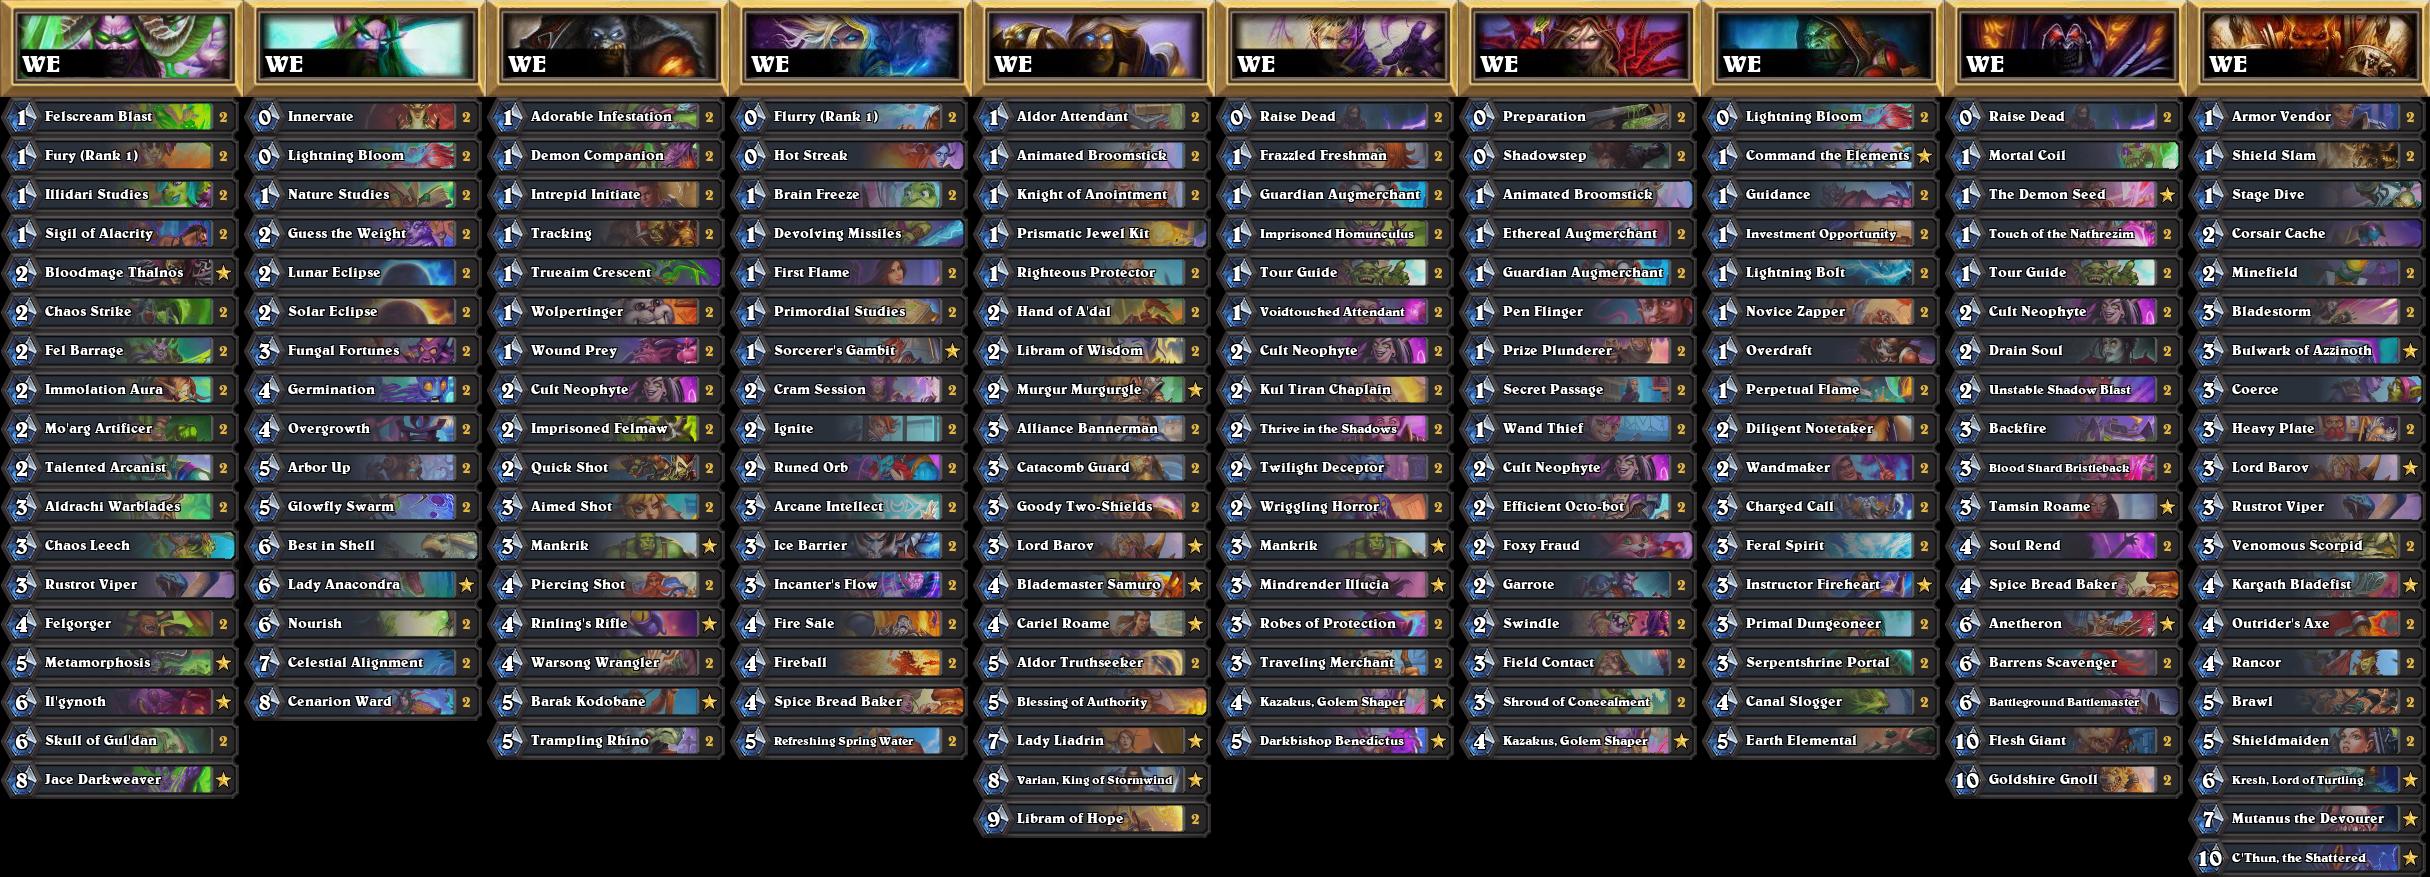 WE
1 Felscream Blast 2
1 Fury (Rank 1) 2
1 Illidari Studies 2
1 Sigil of Alacrity 2
2 Bloodmage Thalnos
2 Chaos Strike 2
2 Fel Barrage 2
2 Immolation Aura 2
2 Mo'arg Artificer 2
2 Talented Arcanist 2
3 Aldrachi Warblades 2
3 Chaos Leech
3 Rustrot Viper
4 Felgorger 2
5 Metamorphosis
6 Il'gynoth
6 Skull of Gul'dan 2
8 Jace Darkweaver
WE
0 Innervate 2
0 Lightning Bloom 2
1 Nature Studies 2
2 Guess the Weight 2
2 Lunar Eclipse 2
2 Solar Eclipse 2
3 Fungal Fortunes 2
4 Germination 2
4 Overgrowth 2
5 Arbor Up 2
5 Glowfly Swarm 2
6 Best in Shell
6 Lady Anacondra
6 Nourish 2
7 Celestial Alignment 2
8 Cenarion Ward 2
WE
1 Adorable Infestation 2
1 Demon Companion 2
1 Intrepid Initiate 2
1 Tracking 2
1 Trueaim Crescent
1 Wolpertinger 2
1 Wound Prey 2
2 Cult Neophyte 2
2 Imprisoned Felmaw 2
2 Quick Shot 2
3 Aimed Shot 2
3 Mankrik
4 Piercing Shot 2
4 Rinling's Rifle
4 Warsong Wrangler 2
5 Barak Kodobane
5 Trampling Rhino 2
WE
0 Flurry (Rank 1) 2
0 Hot Streak
1 Brain Freeze 2
1 Devolving Missiles
1 First Flame 2
1 Primordial Studies 2
1 Sorcerer's Gambit
2 Cram Session 2
2 Ignite 2
2 Runed Orb 2
3 Arcane Intellect 2
3 Ice Barrier 2
3 Incanter's Flow 2
4 Fire Sale 2
4 Fireball 2
4 Spice Bread Baker
5 Refreshing Spring Water 2
WE
1 Aldor Attendant 2
1 Animated Broomstick 2
1 Knight of Anointment 2
1 Prismatic Jewel Kit
1 Righteous Protector 2
2 Hand of A'dal 2
2 Libram of Wisdom 2
2 Murgur Murgurgle
3 Alliance Bannerman 2
3 Catacomb Guard 2
3 Goody Two-Shields 2
3 Lord Barov
4 Blademaster Samuro
4 Cariel Roame
5 Aldor Truthseeker 2
5 Blessing of Authority
7 Lady Liadrin
8 Varian, King of Stormwind
9 Libram of Hope 2
WE
0 Raise Dead 2
1 Frazzled Freshman 2
1 Guardian Augmerchant 2
1 Imprisoned Homunculus 2
1 Tour Guide 2
1 Voidtouched Attendant 2
2 Cult Neophyte 2
2 Kul Tiran Chaplain 2
2 Thrive in the Shadows 2
2 Twilight Deceptor 2
2 Wriggling Horror 2
3 Mankrik
3 Mindrender Illucia
3 Robes of Protection 2
3 Traveling Merchant 2
4 Kazakus, Golem Shaper
5 Darkbishop Benedictus
WE
0 Preparation 2
0 Shadowstep 2
1 Animated Broomstick
1 Ethereal Augmerchant 2
1 Guardian Augmerchant 2
1 Pen Flinger
1 Prize Plunderer 2
1 Secret Passage 2
1 Wand Thief 2
2 Cult Neophyte 2
2 Efficient Octo-bot 2
2 Foxy Fraud
2 Garrote 2
2 Swindle 2
3 Field Contact 2
3 Shroud of Concealment 2
4 Kazakus, Golem Shaper
WE
0 Lightning Bloom 2
1 Command the Elements
1 Guidance 2
1 Investment Opportunity 2
1 Lightning Bolt 2
1 Novice Zapper 2
1 Overdraft
1 Perpetual Flame 2
2 Diligent Notetaker 2
2 Wandmaker 2
3 Charged Call 2
3 Feral Spirit 2
3 Instructor Fireheart
3 Primal Dungeoneer 2
3 Serpentshrine Portal 2
4 Canal Slogger 2
5 Earth Elemental 2
WE
0 Raise Dead 2
1 Mortal Coil
1 The Demon Seed
1 Touch of the Nathrezim 2
1 Tour Guide 2
2 Cult Neophyte 2
2 Drain Soul 2
2 Unstable Shadow Blast 2
3 Backfire 2
3 Blood Shard Bristleback 2
3 Tamsin Roame
4 Soul Rend 2
4 Spice Bread Baker
6 Anetheron
6 Barrens Scavenger 2
6 Battleground Battlemaster
10 Flesh Giant 2
10 Goldshire Gnoll 2
WE
1 Armor Vendor 2
1 Shield Slam 2
1 Stage Dive
2 Corsair Cache
2 Minefield 2
3 Bladestorm 2
3 Bulwark of Azzinoth
3 Coerce
3 Heavy Plate 2
3 Lord Barov
3 Rustrot Viper
3 Venomous Scorpid 2
4 Kargath Bladefist
4 Outrider's Axe 2
4 Rancor 2
5 Brawl 2
5 Shieldmaiden 2
6 Kresh, Lord of Turtling
7 Mutanus the Devourer
10 C'Thun, the Shattered